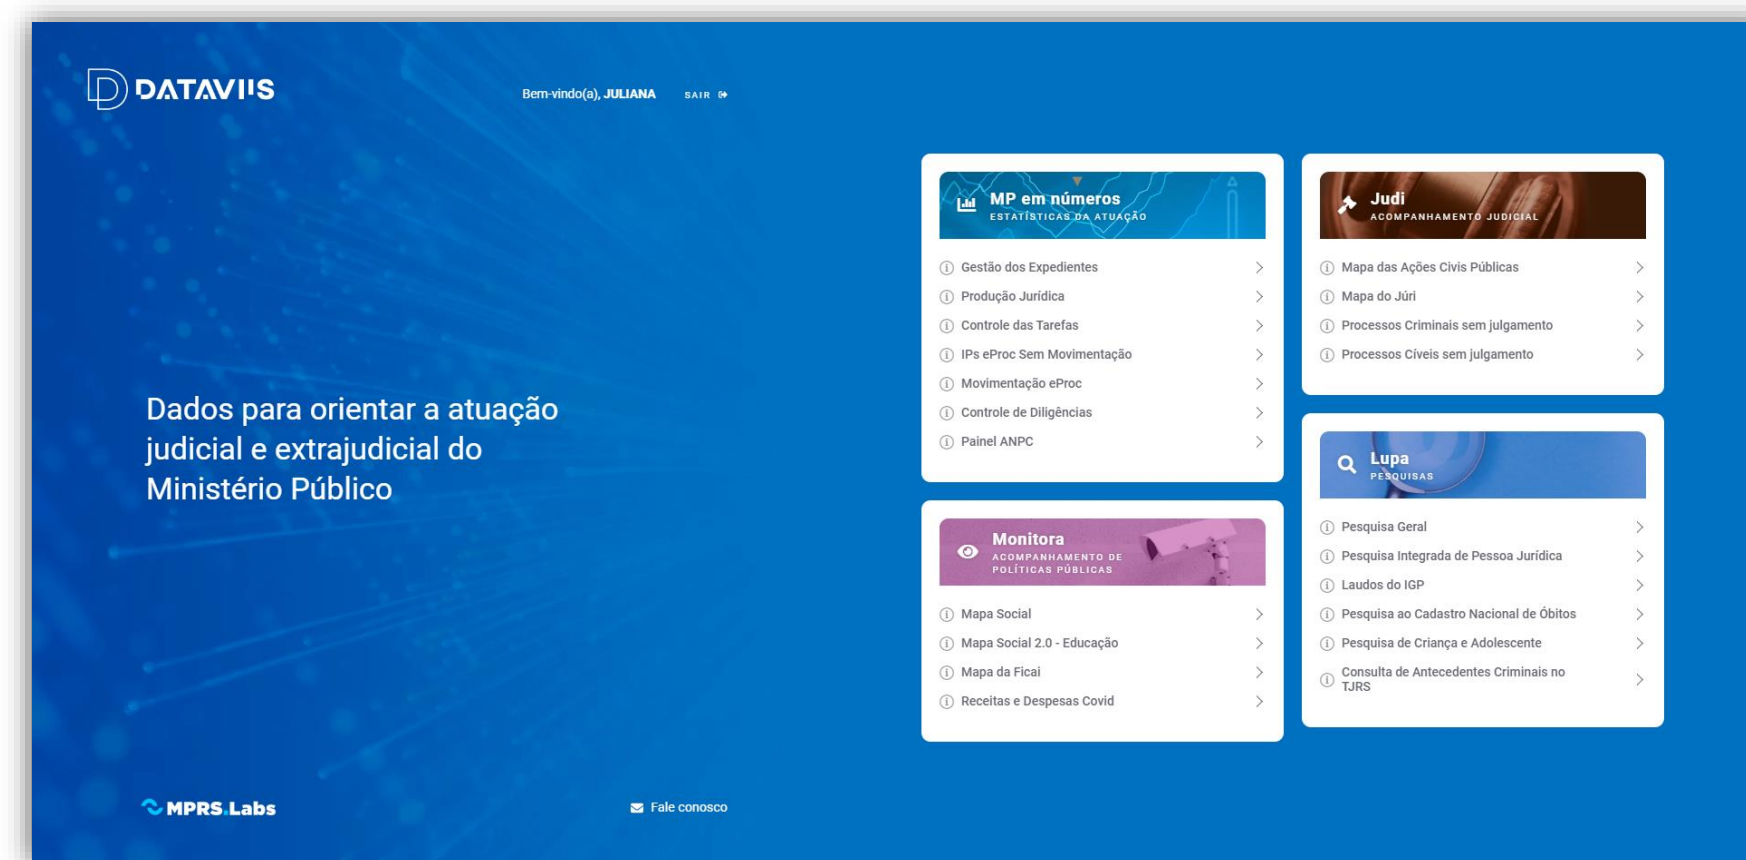 DATAVIIS
Bem-vindo(a), JULIANA
SAIR
Dados para orientar a atuação
judicial e extrajudicial do
Ministério Público
MPRS.Labs
Fale conosco
MP em números
ESTATÍSTICAS DA ATUAÇÃO
Gestão dos Expedientes
Produção Jurídica
Controle das Tarefas
IPs eProc Sem Movimentação
Movimentação eProc
Controle de Diligências
Painel ANPC
Monitora
ACOMPANHAMENTO DE
POLÍTICAS PÚBLICAS
Mapa Social
Mapa Social 2.0 - Educação
Mapa da Ficai
Receitas e Despesas Covid
Judi
ACOMPANHAMENTO JUDICIAL
Mapa das Ações Civis Públicas
Mapa do Júri
Processos Criminais sem julgamento
Processos Cíveis sem julgamento
Lupa
PESQUISAS
Pesquisa Geral
Pesquisa Integrada de Pessoa Jurídica
Laudos do IGP
Pesquisa ao Cadastro Nacional de Óbitos
Pesquisa de Criança e Adolescente
Consulta de Antecedentes Criminais no
TJRS